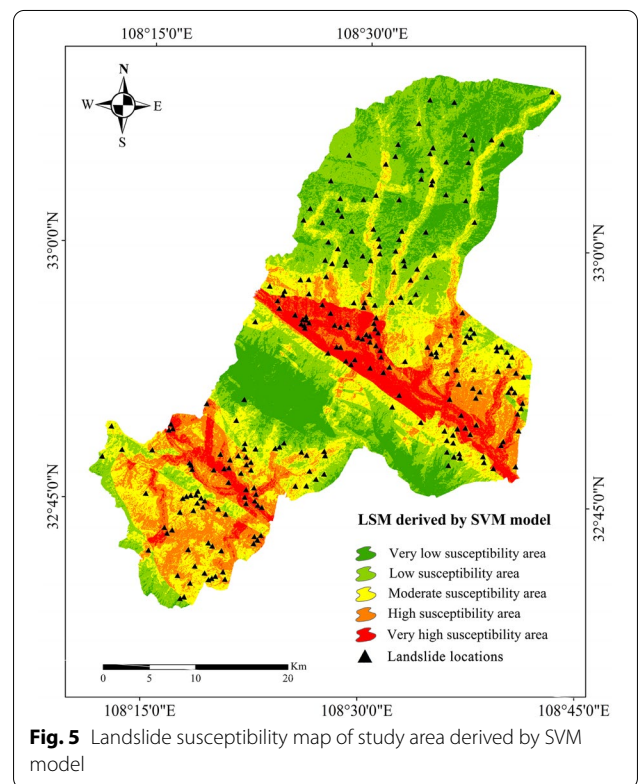 108°15'0"E 108°30'0"E
N
W E
S
33°0'0"N 33°0'0"N
32°45'0"N 32°45'0"N
LSM derived by SVM model
Very low susceptibility area
Low susceptibility area
Moderate susceptibility area
High susceptibility area
Very high susceptibility area
Landslide locations
Km
0 5 10 20
108°15'0"E 108°30'0"E 108°45'0"E
Fig. 5 Landslide susceptibility map of study area derived by SVM
model